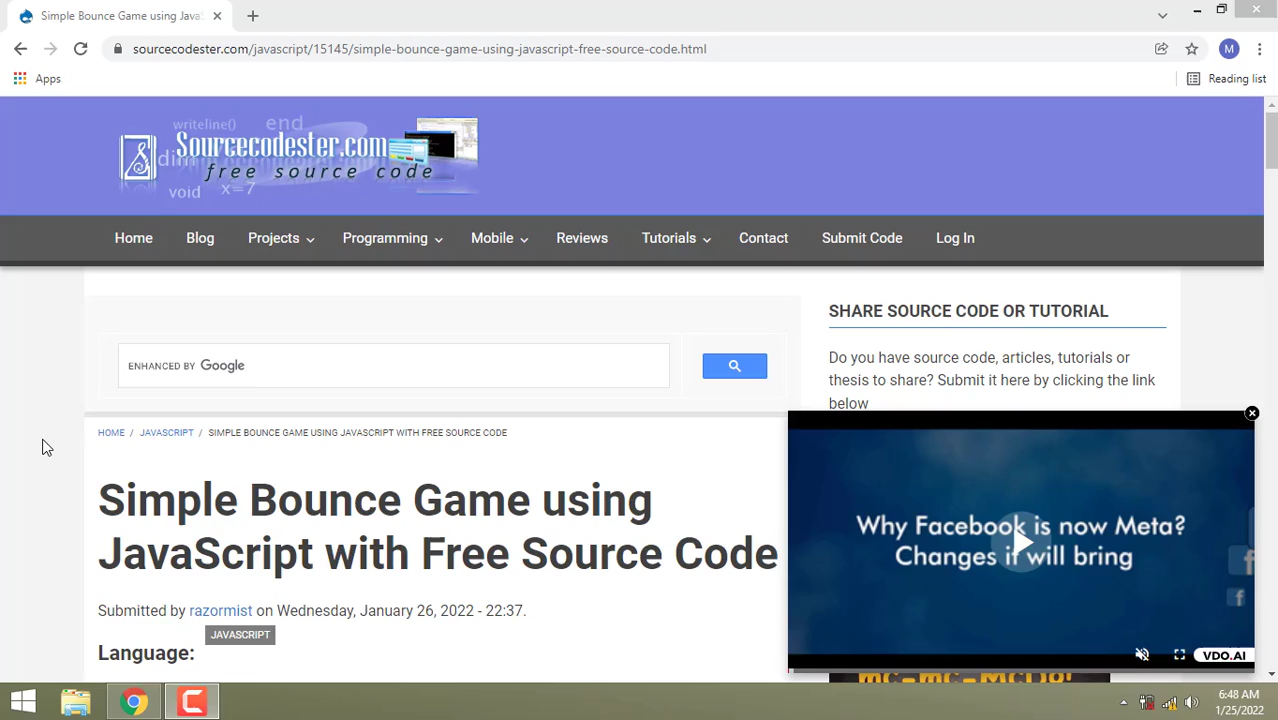 Simple Bounce Game using Java
sourcecodester.com/javascript/15145/simple-bounce-game-using-javascript-free-source-code.html
M
Apps
Reading list
writeline() end
Sourcecodester.com
dim
free source code
void x=7
Home Blog Projects Programming Mobile Reviews Tutorials Contact Submit Code Log In
ENHANCED BY Google
SHARE SOURCE CODE OR TUTORIAL
Do you have source code, articles, tutorials or
thesis to share? Submit it here by clicking the link
below
HOME / JAVASCRIPT / SIMPLE BOUNCE GAME USING JAVASCRIPT WITH FREE SOURCE CODE
Simple Bounce Game using
JavaScript with Free Source Code
Submitted by razormist on Wednesday, January 26, 2022 - 22:37.
JAVASCRIPT
Language:
Why Facebook is now Meta?
Changes it will bring
VDO.AI
6:48 AM
1/25/2022